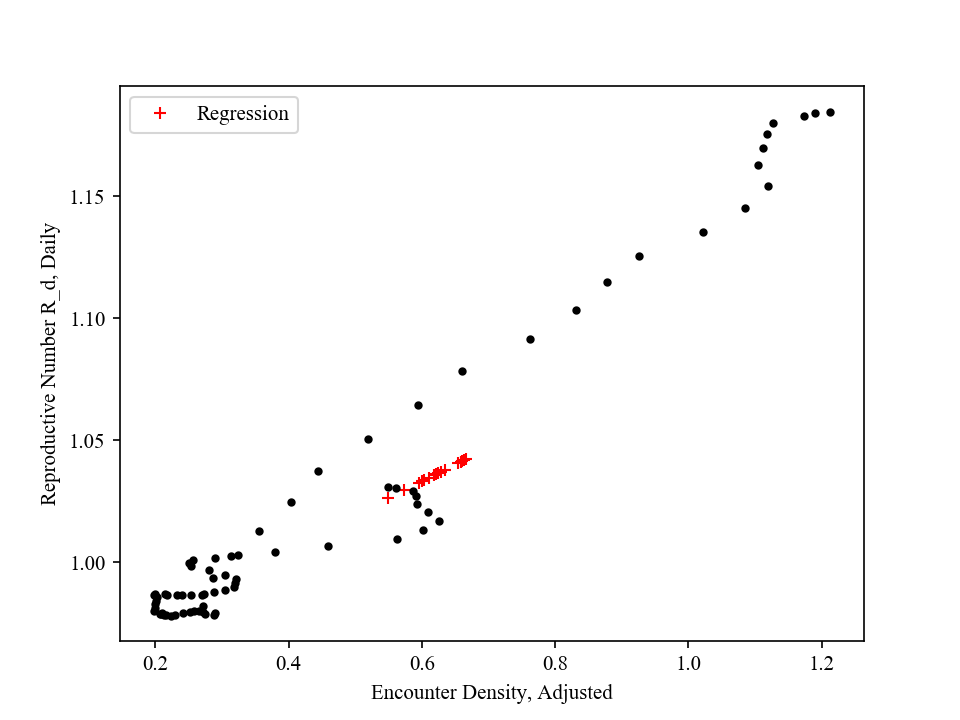 Regression
1.15
1.10
1.05
1.00
Reproductive Number R_d, Daily
0.2 0.4 0.6 0.8 1.0 1.2
Encounter Density, Adjusted